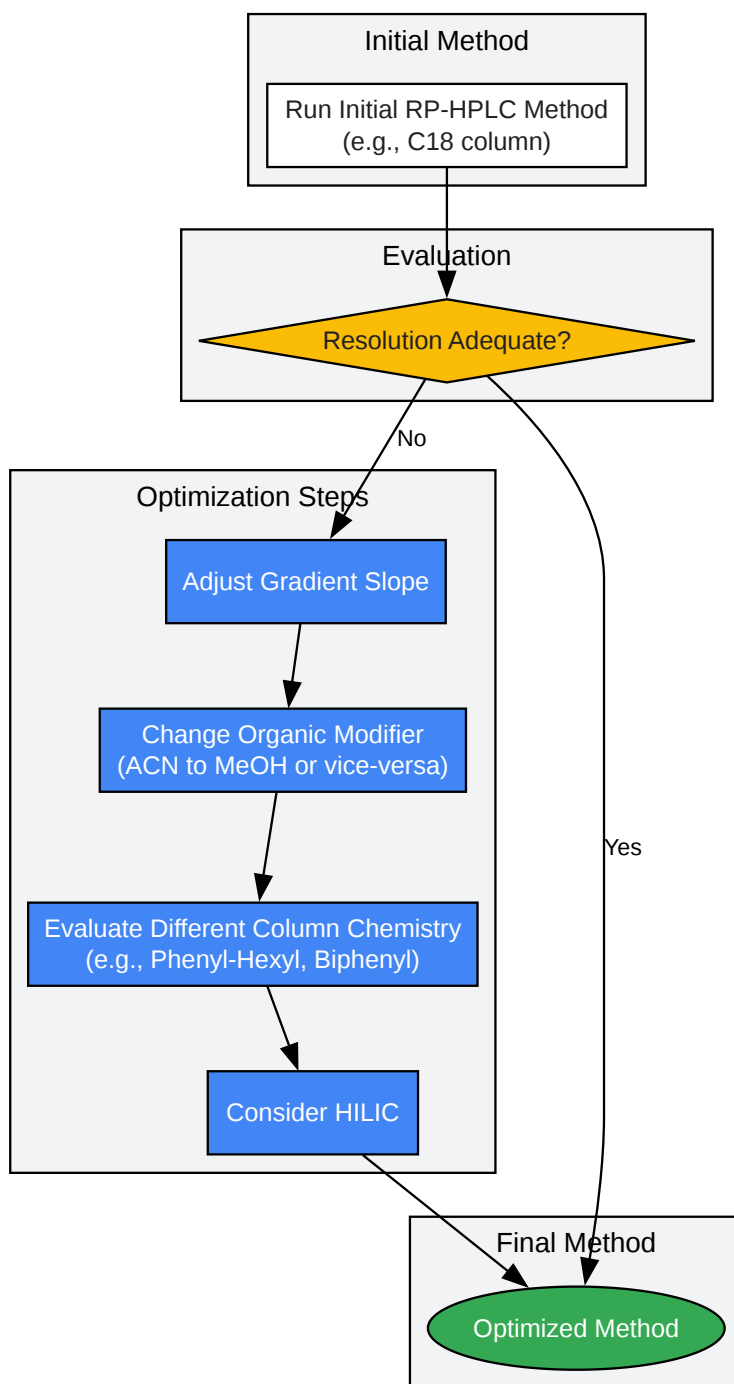 Initial Method
Run Initial RP-HPLC Method
(e.g., C18 column)
Evaluation
Resolution Adequate?
No
Optimization Steps
Adjust Gradient Slope
Change Organic Modifier
(ACN to MeOH or vice-versa)
Yes
Evaluate Different Column Chemistry
(e.g., Phenyl-Hexyl, Biphenyl)
Consider HILIC
Final Method
Optimized Method